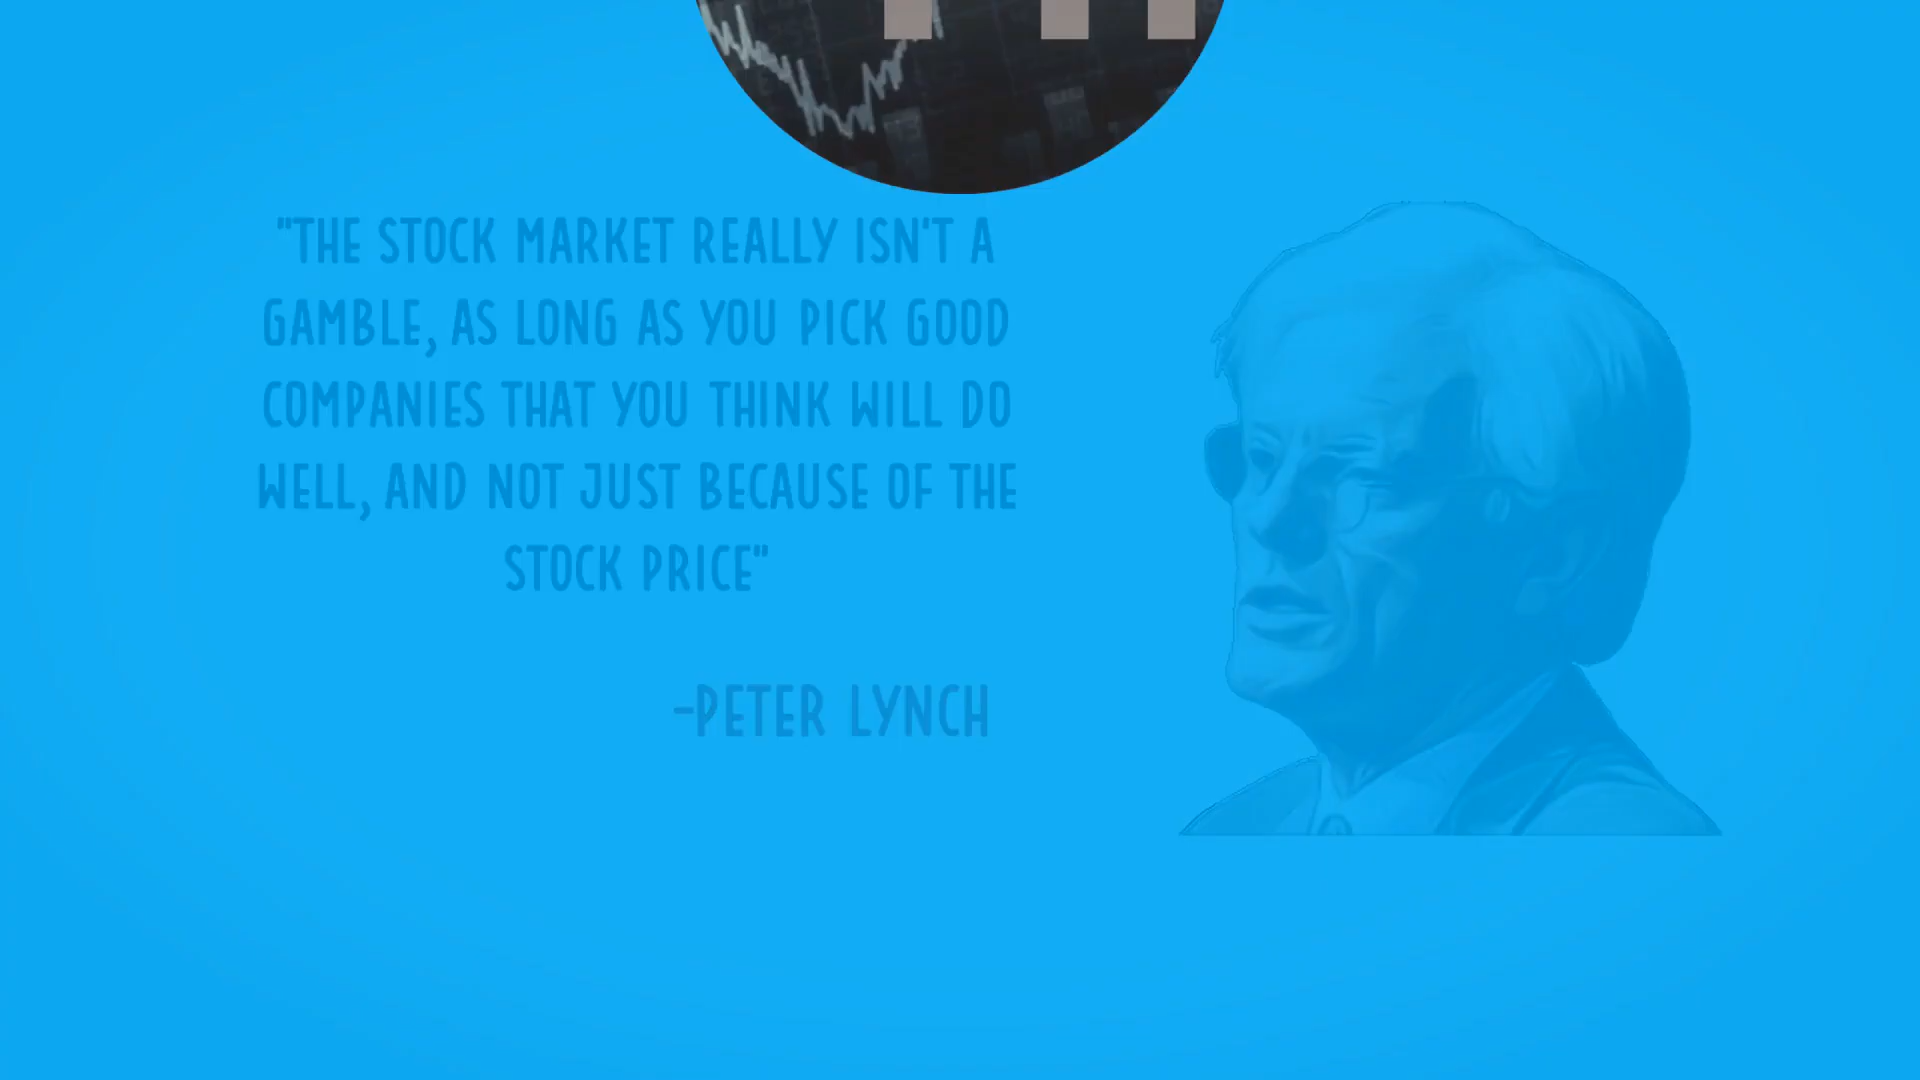 "THE STOCK MARKET REALLY ISN'T A
GAMBLE, AS LONG AS YOU PICK GOOD
COMPANIES THAT YOU THINK WILL DO
WELL, AND NOT JUST BECAUSE OF THE
STOCK PRICE"
-PETER LYNCH